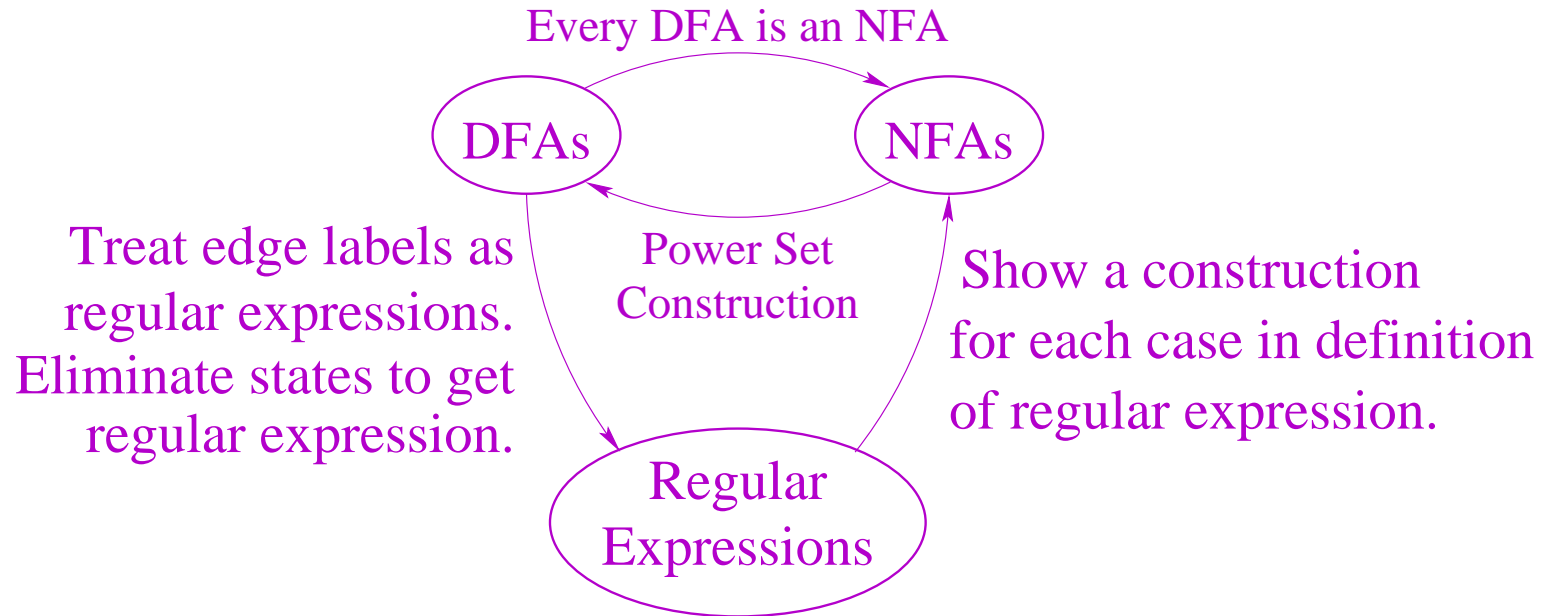 Every DFA is an NFA
DFAs
NFAs
Treat edge labels as
regular expressions.
Eliminate states to get
regular expression.
Power Set
Construction
Show a construction
for each case in definition
of regular expression.
Regular
Expressions